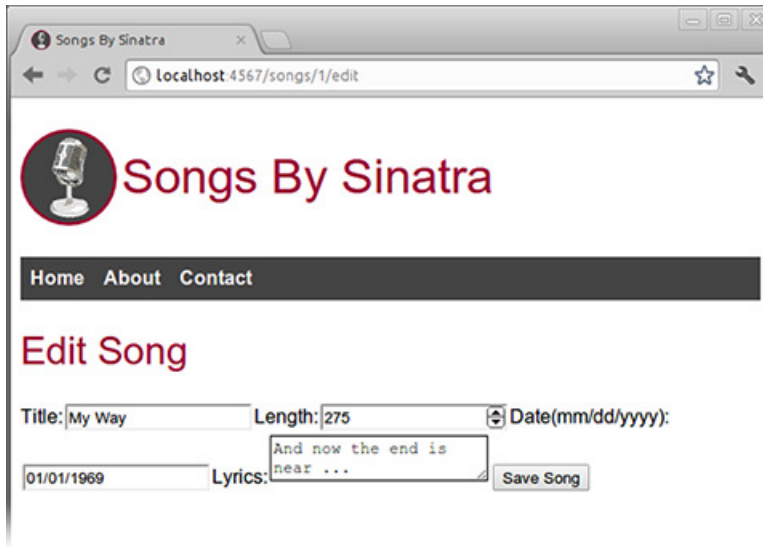 Songs By Sinatra
localhost:4567/songs/1/edit
Songs By Sinatra
Home About Contact
Edit Song
Title: My Way Length: 275 Date(mm/dd/yyyy):
01/01/1969 Lyrics: And now the end is
near ... Save Song